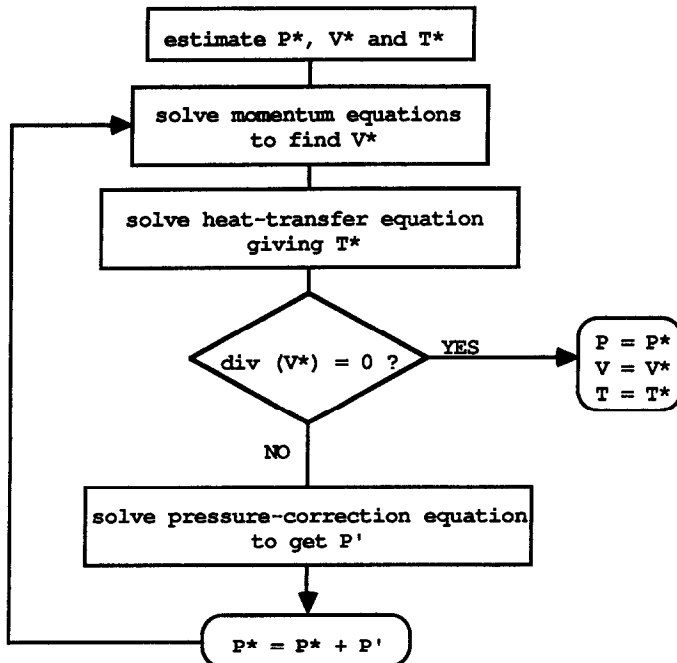 estimate P*, V* and T*
solve momentum equations
to find V*
solve heat-transfer equation
giving T*
div (V*) = 0 ?
YES
P = P*
V = V*
T = T*
NO
solve pressure-correction equation
to get P'
P* = P* + P'